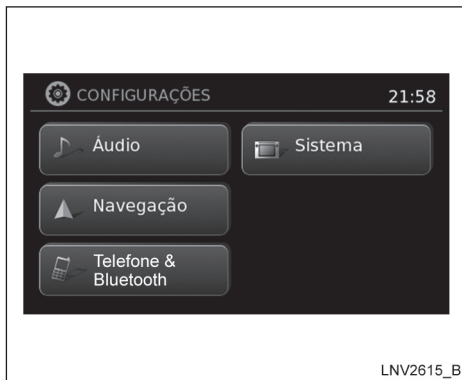 CONFIGURAÇÕES 21:58
Áudio
Sistema
Navegação
Telefone &
Bluetooth
LNV2615_B